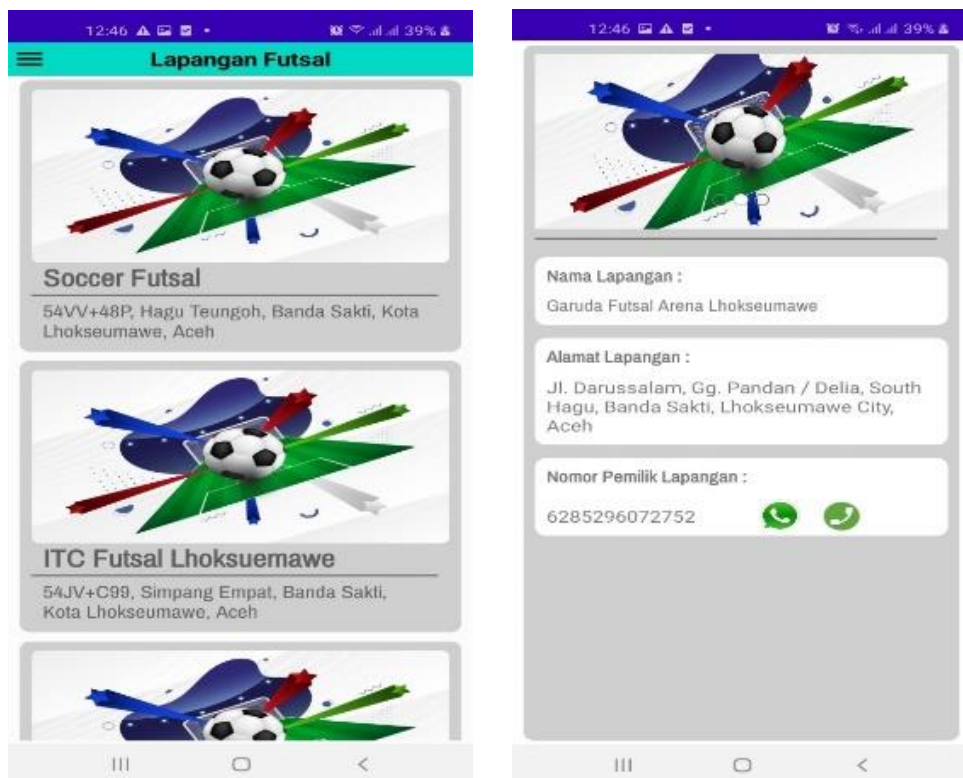 12:46
39%
Lapangan Futsal
Soccer Futsal
54VV+48P, Hagu Teungoh, Banda Sakti, Kota
Lhokseumawe, Aceh
ITC Futsal Lhoksuemawe
54JV+C99, Simpang Empat, Banda Sakti,
Kota Lhokseumawe, Aceh
12:46
39%
Nama Lapangan :
Garuda Futsal Arena Lhokseumawe
Alamat Lapangan :
Jl. Darussalam, Gg. Pandan / Delia, South
Hagu, Banda Sakti, Lhokseumawe City,
Aceh
Nomor Pemilik Lapangan :
6285296072752